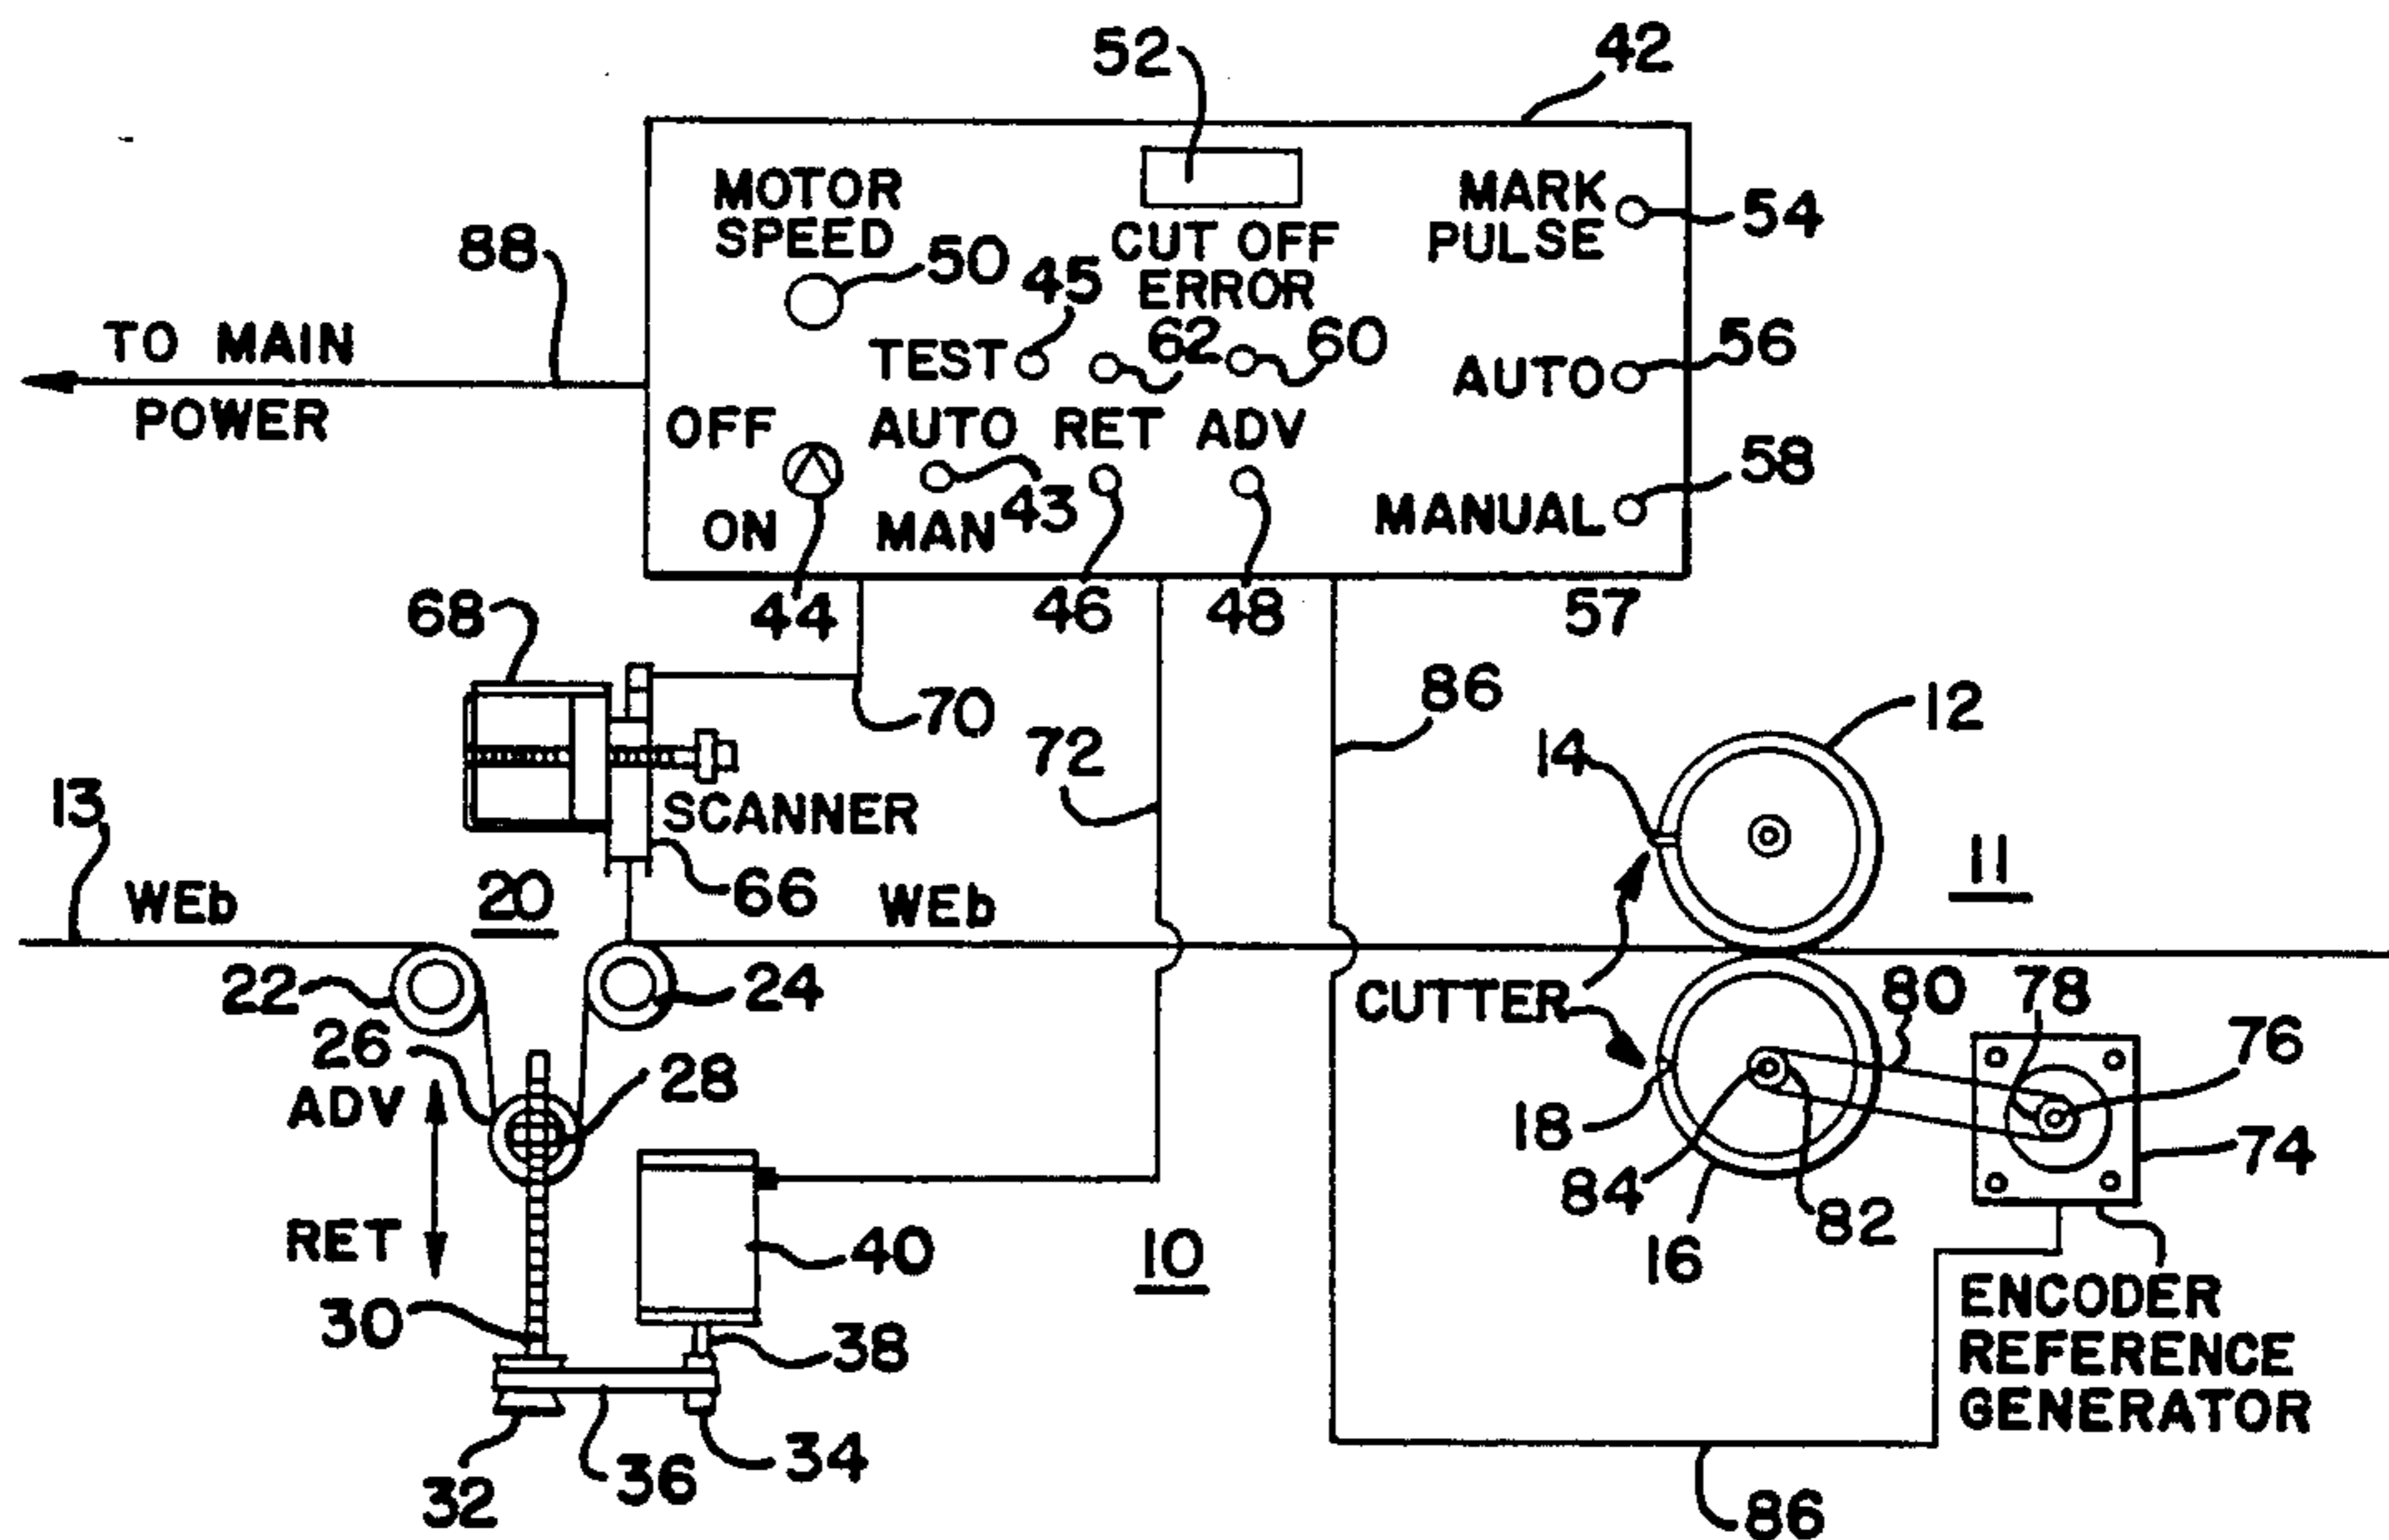 52
42
MOTOR
SPEED
MARK
PULSE
54
88
50
45
CUT OFF
ERROR
TO MAIN
POWER
TEST
62
60
56
AUTO
OFF
AUTO RET ADV
58
ON
MAN
43
MANUAL
68
44
46
48
57
70
86
12
72
14
13
SCANNER
11
WEb
20
66
WEb
22
24
CUTTER
80
78
26
28
76
ADV
18
74
84
82
RET
40
10
16
30
38
ENCODER
REFERENCE
GENERATOR
34
32
36
86